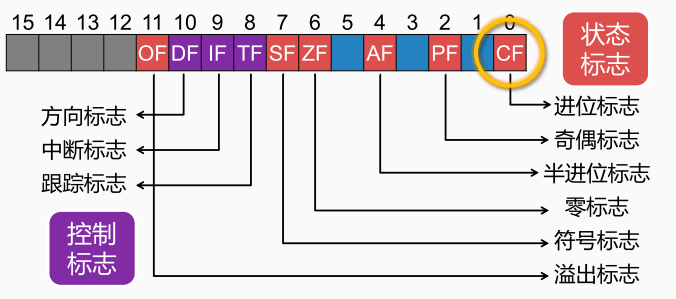 15 14 13 12 11 10 9 8 7 6 5 4 3 2 1 0
OF DF IF TF SF ZF AF PF CF
状态
标志
进位标志
方向标志
奇偶标志
中断标志
半进位标志
跟踪标志
零标志
控制
标志
符号标志
溢出标志